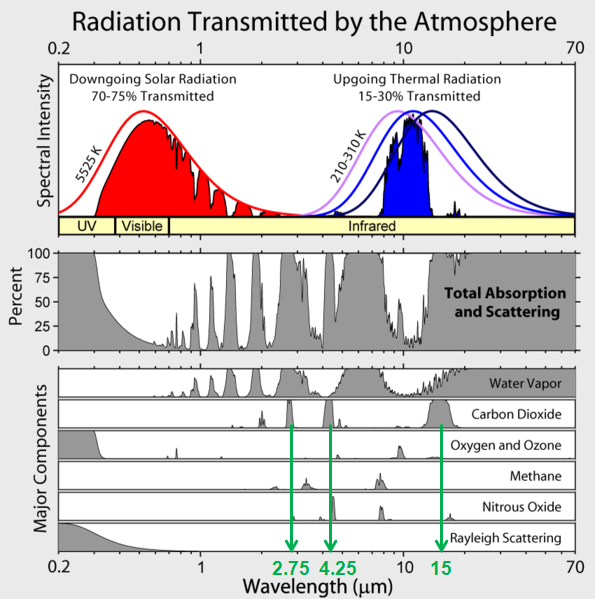 Radiation Transmitted by the Atmosphere
0.2 1 10 70
Spectral Intensity
Downgoing Solar Radiation
70-75% Transmitted
Upgoing Thermal Radiation
15-30% Transmitted
5525 K
210-310 K
UV Visible Infrared
Percent
100
75
50
25
0
Total Absorption
and Scattering
Major Components
Water Vapor
Carbon Dioxide
Oxygen and Ozone
Methane
Nitrous Oxide
Rayleigh Scattering
0.2 1 2.75 4.25 10 15 70
Wavelength (μm)